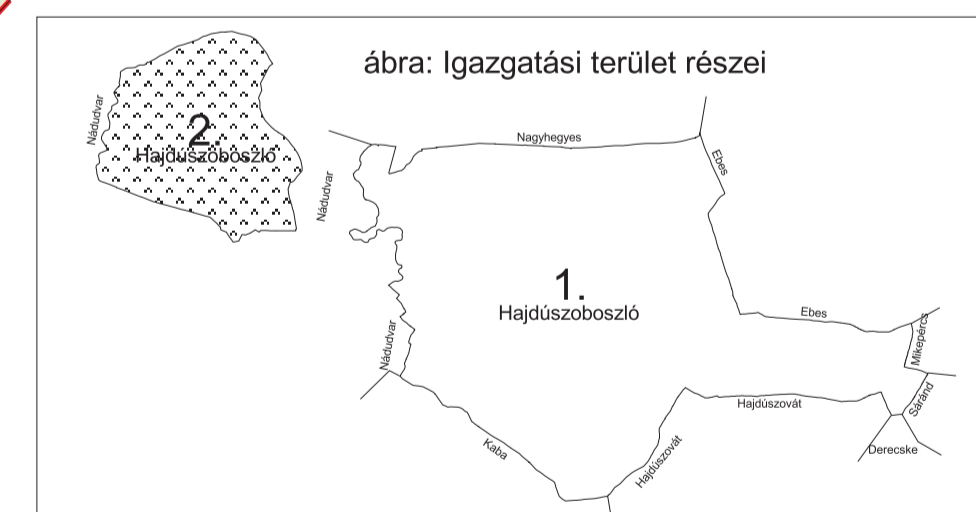 ábra: Igazgatási terület részei
Nádudvar
2.
Hajdúszoboszló
Nagyhegyes
Ebes
Nádudvar
1.
Hajdúszoboszló
Ebes
Mikepércs
Nádudvar
Sáránd
Hajdúszovát
Kaba
Hajdúszovát
Derecske